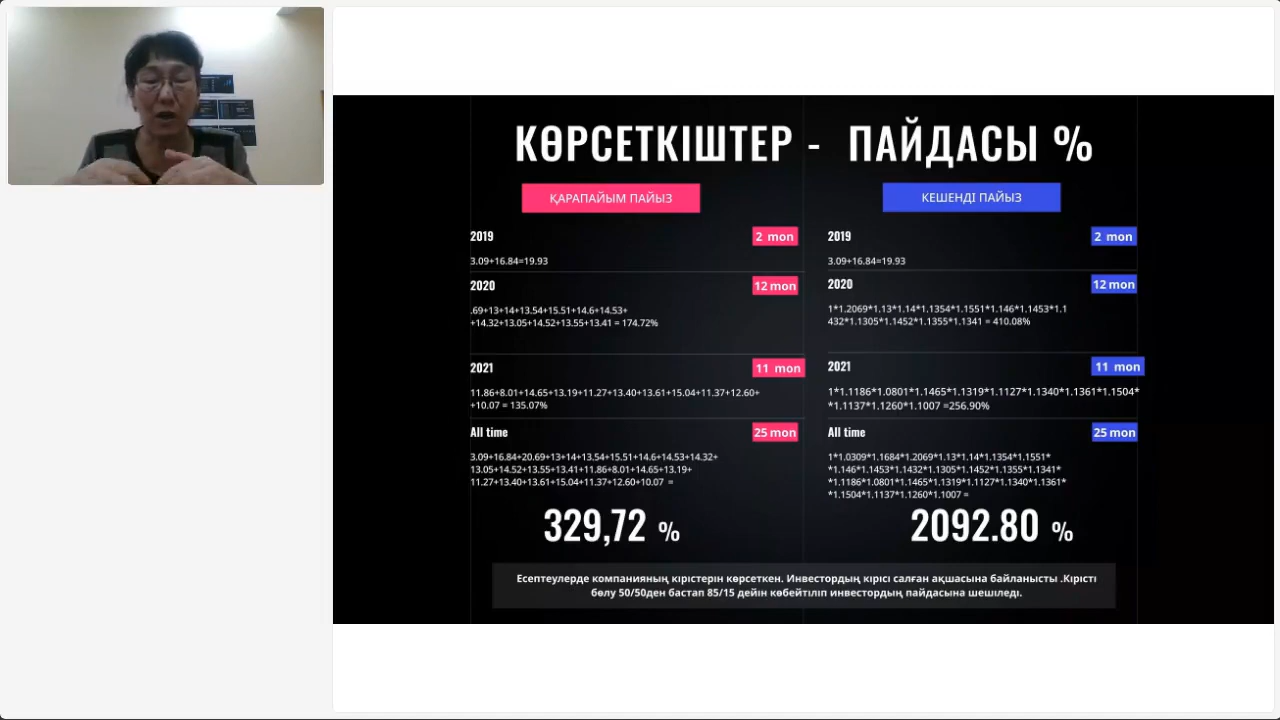 КӨРСЕТКІШТЕР - ПАЙДАСЫ %
ҚАРАПАЙЫМ ПАЙЫЗ
2019
2 mon
3.09+16.84=19.93
2020
12 mon
.69+13+14+13.54+15.51+14.6+14.53+
+14.32+13.05+14.52+13.55+13.41 = 174.72%
2021
11 mon
11.86+8.01+14.65+13.19+11.27+13.40+13.61+15.04+11.37+12.60+
+10.07 = 135.07%
All time
25 mon
3.09+16.84+20.69+13+14+13.54+15.51+14.6+14.53+14.32+
13.05+14.52+13.55+13.41+11.86+8.01+14.65+13.19+
11.27+13.40+13.61+15.04+11.37+12.60+10.07 =
329,72 %
КЕШЕНДІ ПАЙЫЗ
2019
2 mon
3.09+16.84=19.93
2020
12 mon
1*1.2069*1.13*1.14*1.1354*1.1551*1.146*1.1453*1.1
432*1.1305*1.1452*1.1355*1.1341 = 410.08%
2021
11 mon
1*1.1186*1.0801*1.1465*1.1319*1.1127*1.1340*1.1361*1.1504*
*1.1137*1.1260*1.1007 =256.90%
All time
25 mon
1*1.0309*1.1684*1.2069*1.13*1.14*1.1354*1.1551*
*1.146*1.1453*1.1432*1.1305*1.1452*1.1355*1.1341*
*1.1186*1.0801*1.1465*1.1319*1.1127*1.1340*1.1361*
*1.1504*1.1137*1.1260*1.1007 =
2092.80 %
Есептеулерде компанияның кірістерін көрсеткен. Инвестордың кірісі салған ақшасына байланысты .Кірісті
бөлу 50/50ден бастап 85/15 дейін көбейтіліп инвестордың пайдасына шешіледі.